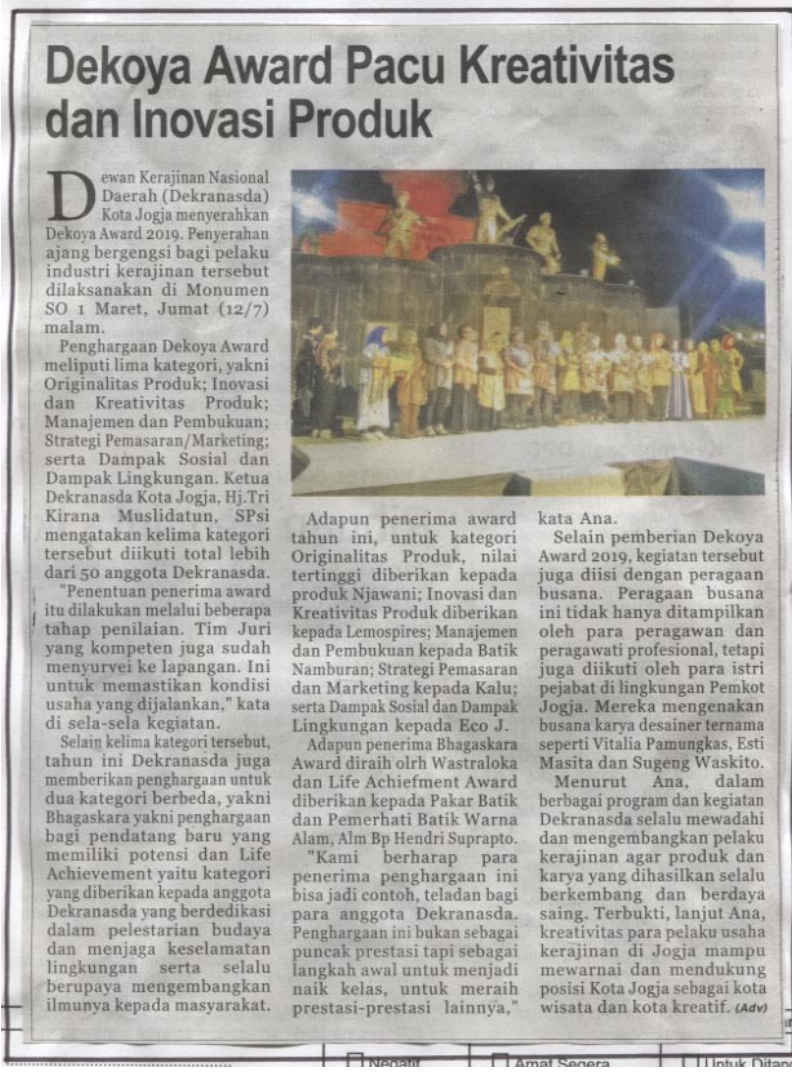 Dekoya Award Pacu Kreativitas
dan Inovasi Produk
Dewan Kerajinan Nasional
Daerah (Dekranasda)
Kota Jogja menyerahkan
Dekoya Award 2019. Penyerahan
ajang bergengsi bagi pelaku
industri kerajinan tersebut
dilaksanakan di Monumen
SO 1 Maret, Jumat (12/7)
malam.
Penghargaan Dekoya Award
meliputi lima kategori, yakni
Originalitas Produk; Inovasi
dan Kreativitas Produk;
Manajemen dan Pembukuan;
Strategi Pemasaran/Marketing;
serta Dampak Sosial dan
Dampak Lingkungan. Ketua
Dekranasda Kota Jogja, Hj.Tri
Kirana Muslidatun, SPsi
mengatakan kelima kategori
tersebut diikuti total lebih
dari 50 anggota Dekranasda.
"Penentuan penerima award
itu dilakukan melalui beberapa
tahap penilaian. Tim Juri
yang kompeten juga sudah
menyurvei ke lapangan. Ini
untuk memastikan kondisi
usaha yang dijalankan," kata
di sela-sela kegiatan.
Selain kelima kategori tersebut,
tahun ini Dekranasda juga
memberikan penghargaan untuk
dua kategori berbeda, yakni
Bhagaskara yakni penghargaan
bagi pendatang baru yang
memiliki potensi dan Life
Achievement yaitu kategori
yang diberikan kepada anggota
Dekranasda yang berdedikasi
dalam pelestarian budaya
dan menjaga keselamatan
lingkungan serta selalu
berupaya mengembangkan
ilmunya kepada masyarakat.
Adapun penerima award
tahun ini, untuk kategori
Originalitas Produk, nilai
tertinggi diberikan kepada
produk Njawani; Inovasi dan
Kreativitas Produk diberikan
kepada Lemospires; Manajemen
dan Pembukuan kepada Batik
Namburan; Strategi Pemasaran
dan Marketing kepada Kalu;
serta Dampak Sosial dan Dampak
Lingkungan kepada Eco J.
Adapun penerima Bhagaskara
Award diraih olrh Wastraloka
dan Life Achiefment Award
diberikan kepada Pakar Batik
dan Pemerhati Batik Warna
Alam, Alm Bp Hendri Suprapto.
"Kami berharap para
penerima penghargaan ini
bisa jadi contoh, teladan bagi
para anggota Dekranasda.
Penghargaan ini bukan sebagai
puncak prestasi tapi sebagai
langkah awal untuk menjadi
naik kelas, untuk meraih
prestasi-prestasi lainnya,"
kata Ana.
Selain pemberian Dekoya
Award 2019, kegiatan tersebut
juga diisi dengan peragaan
busana. Peragaan busana
ini tidak hanya ditampilkan
oleh para peragawan dan
peragawati profesional, tetapi
juga diikuti oleh para istri
pejabat di lingkungan Pemkot
Jogja. Mereka mengenakan
busana karya desainer ternama
seperti Vitalia Pamungkas, Esti
Masita dan Sugeng Waskito.
Menurut Ana, dalam
berbagai program dan kegiatan
Dekranasda selalu mewadahi
dan mengembangkan pelaku
kerajinan agar produk dan
karya yang dihasilkan selalu
berkembang dan berdaya
saing. Terbukti, lanjut Ana,
kreativitas para pelaku usaha
kerajinan di Jogja mampu
mewarnai dan mendukung
posisi Kota Jogja sebagai kota
wisata dan kota kreatif. (Adv)
Negatif Amat Segera Untuk Ditan